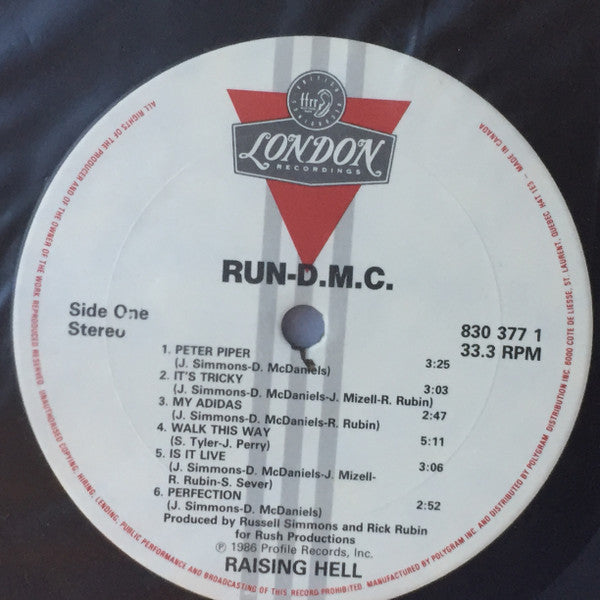 ffrr
LONDON
RECORDINGS
RUN-D.M.C.
Side One
Stereo
830 377 1
33.3 RPM
1. PETER PIPER
(J. Simmons-D. McDaniels) 3:25
2. IT'S TRICKY
(J. Simmons-D. McDaniels-J. Mizell-R. Rubin) 3:03
3. MY ADIDAS
(J. Simmons-D. McDaniels-R. Rubin) 2:47
4. WALK THIS WAY
(S. Tyler-J. Perry) 5:11
5. IS IT LIVE
(J. Simmons-D. McDaniels-J. Mizell- 3:06
R. Rubin-S. Sever)
6. PERFECTION
(J. Simmons-D. McDaniels) 2:52
Produced by Russell Simmons and Rick Rubin
for Rush Productions
℗ 1986 Profile Records, Inc.
RAISING HELL
ALL RIGHTS OF THE PRODUCER AND OF THE OWNER OF THE WORK REPRODUCED RESERVED. UNAUTHORISED COPYING, HIRING, LENDING, PUBLIC PERFORMANCE AND BROADCASTING OF THIS RECORD PROHIBITED. MANUFACTURED AND DISTRIBUTED BY POLYGRAM DISTRIBUTION INC. 6000 COTE DE LIESSE, ST. LAURENT, QUEBEC H4T 1E3 – MADE IN CANADA